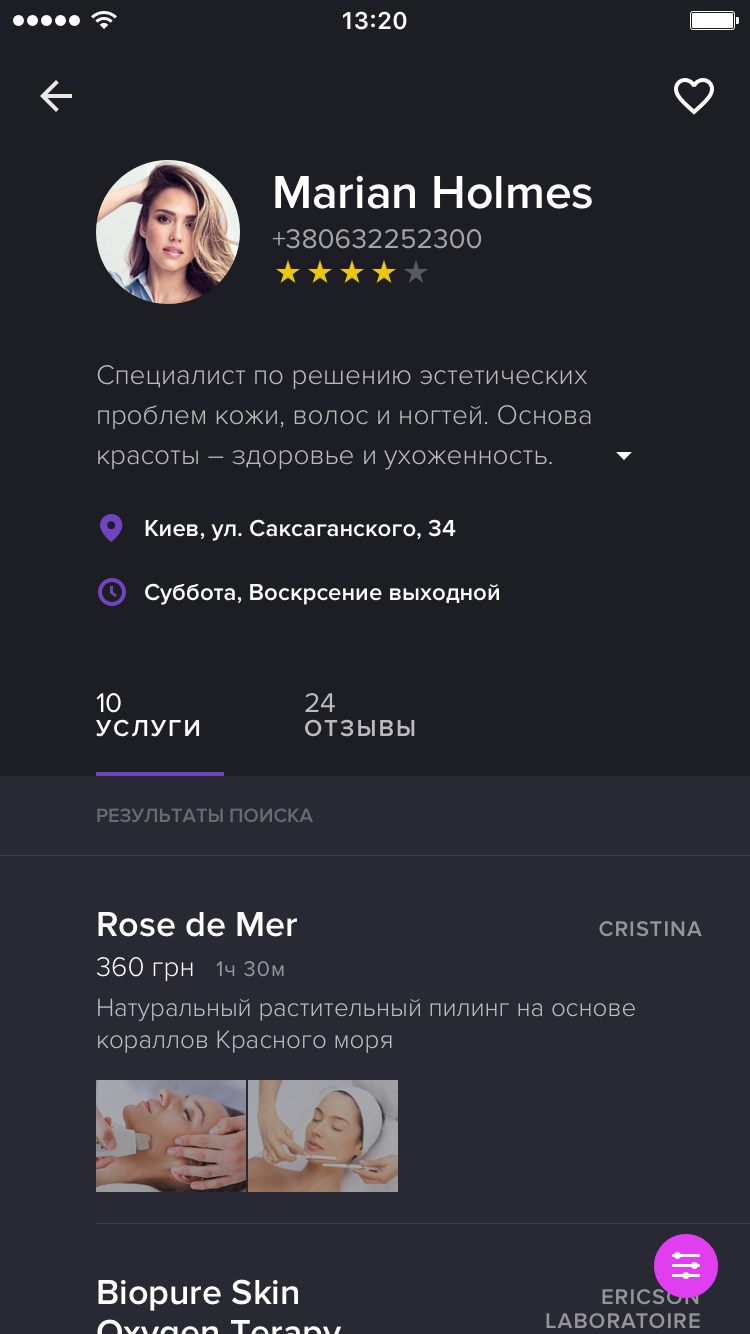 13:20
Marian Holmes
+380632252300
Специалист по решению эстетических
проблем кожи, волос и ногтей. Основа
красоты – здоровье и ухоженность.
Киев, ул. Саксаганского, 34
Суббота, Воскрсение выходной
10
УСЛУГИ
24
ОТЗЫВЫ
РЕЗУЛЬТАТЫ ПОИСКА
Rose de Mer
CRISTINA
360 грн 1ч 30м
Натуральный растительный пилинг на основе
кораллов Красного моря
Biopure Skin
ERICSON
Oxygen Terapy
LABORATOIRE